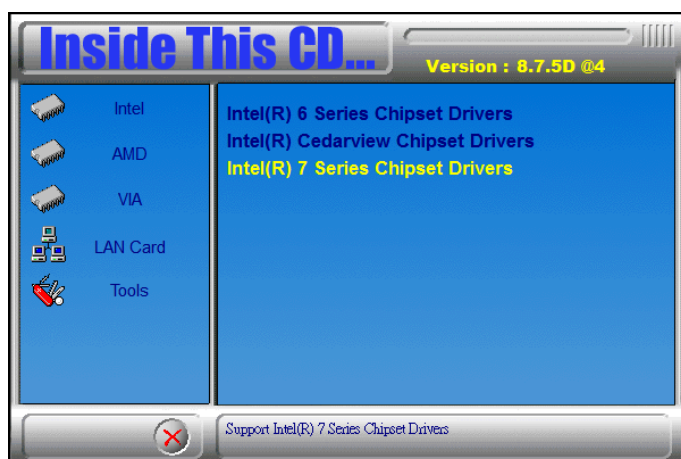 Inside This CD...
Version : 8.7.5D @4
Intel
AMD
VIA
LAN Card
Tools
Intel(R) 6 Series Chipset Drivers
Intel(R) Cedarview Chipset Drivers
Intel(R) 7 Series Chipset Drivers
Support Intel(R) 7 Series Chipset Drivers